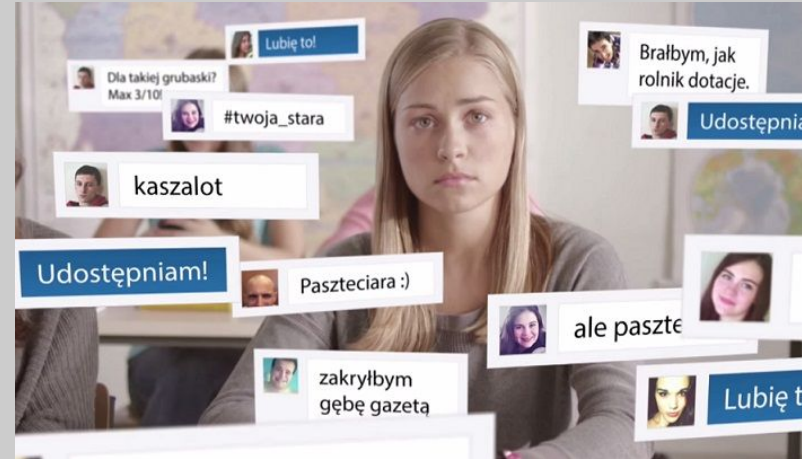 Lubię to!
Brałbym, jak
rolnik dotacje.
Dla takiej grubaski?
Max 3/10!
#twoja_stara
Udostępnia
kaszalot
Udostępniam!
Paszteciara :)
ale paszte
zakryłbym
gębę gazetą
Lubię t